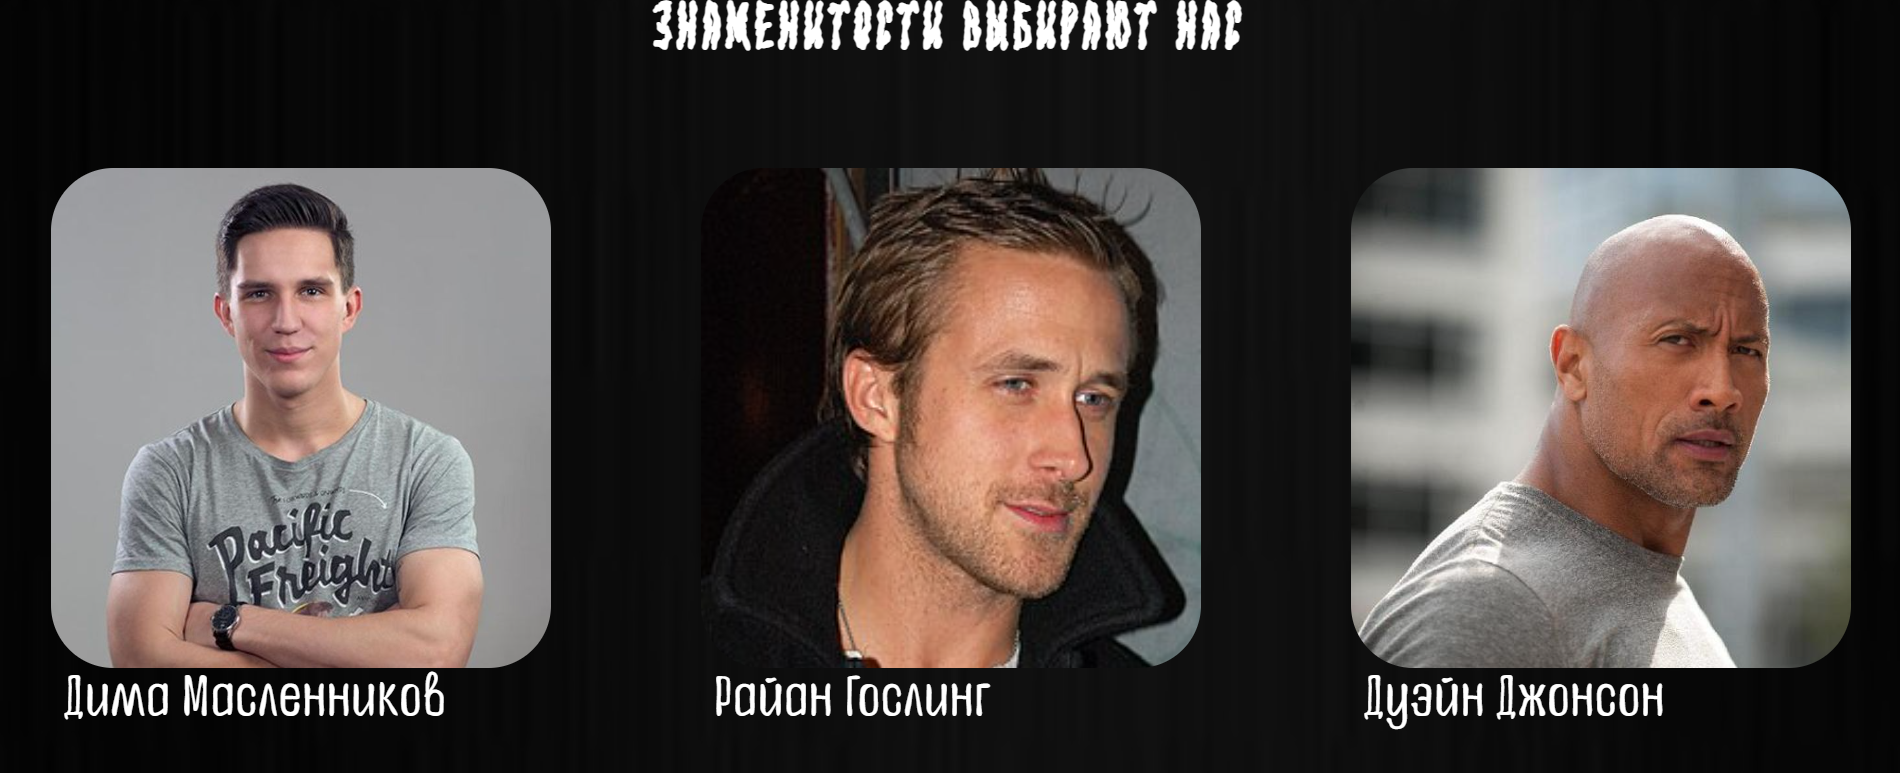 ЗНАМЕНИТОСТИ ВЫБИРАЮТ НАС
Pacific
Freight
Дима Масленников
Райан Гослинг
Дуэйн Джонсон